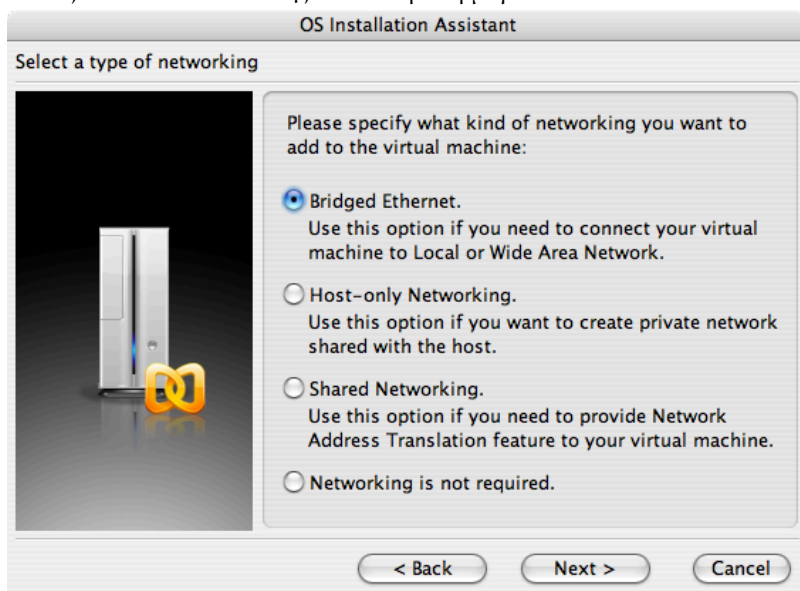 OS Installation Assistant
Select a type of networking
Please specify what kind of networking you want to
add to the virtual machine:
Bridged Ethernet.
Use this option if you need to connect your virtual
machine to Local or Wide Area Network.
Host-only Networking.
Use this option if you want to create private network
shared with the host.
Shared Networking.
Use this option if you need to provide Network
Address Translation feature to your virtual machine.
Networking is not required.
< Back
Next >
Cancel